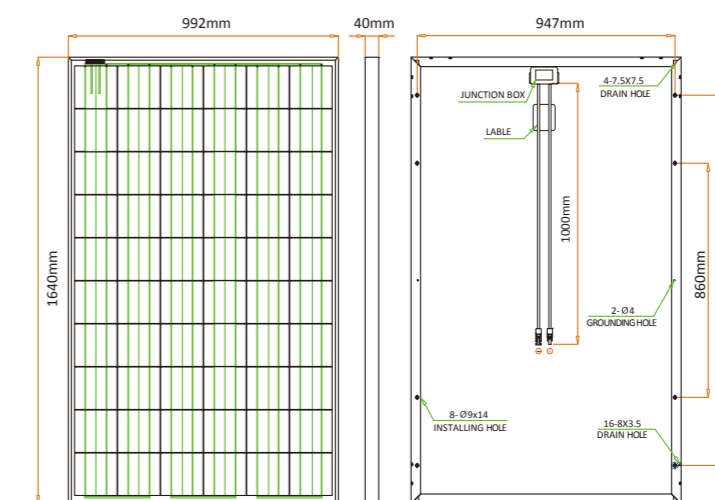 992mm
40mm
947mm
1640mm
JUNCTION BOX
LABLE
4-7.5X7.5
DRAIN HOLE
1000mm
860mm
2-Ø4
GROUNDING HOLE
8-Ø9x14
INSTALLING HOLE
16-8X3.5
DRAIN HOLE